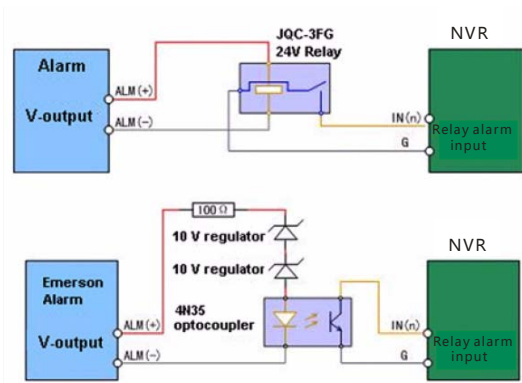 JQC-3FG
24V Relay
NVR
Alarm
V-output
ALM(+)
ALM(−)
IN(n)
G
Relay alarm
input
100Ω
10 V regulator
10 V regulator
NVR
Emerson
Alarm
V-output
4N35
optocoupler
ALM(+)
ALM(−)
IN(n)
G
Relay alarm
input